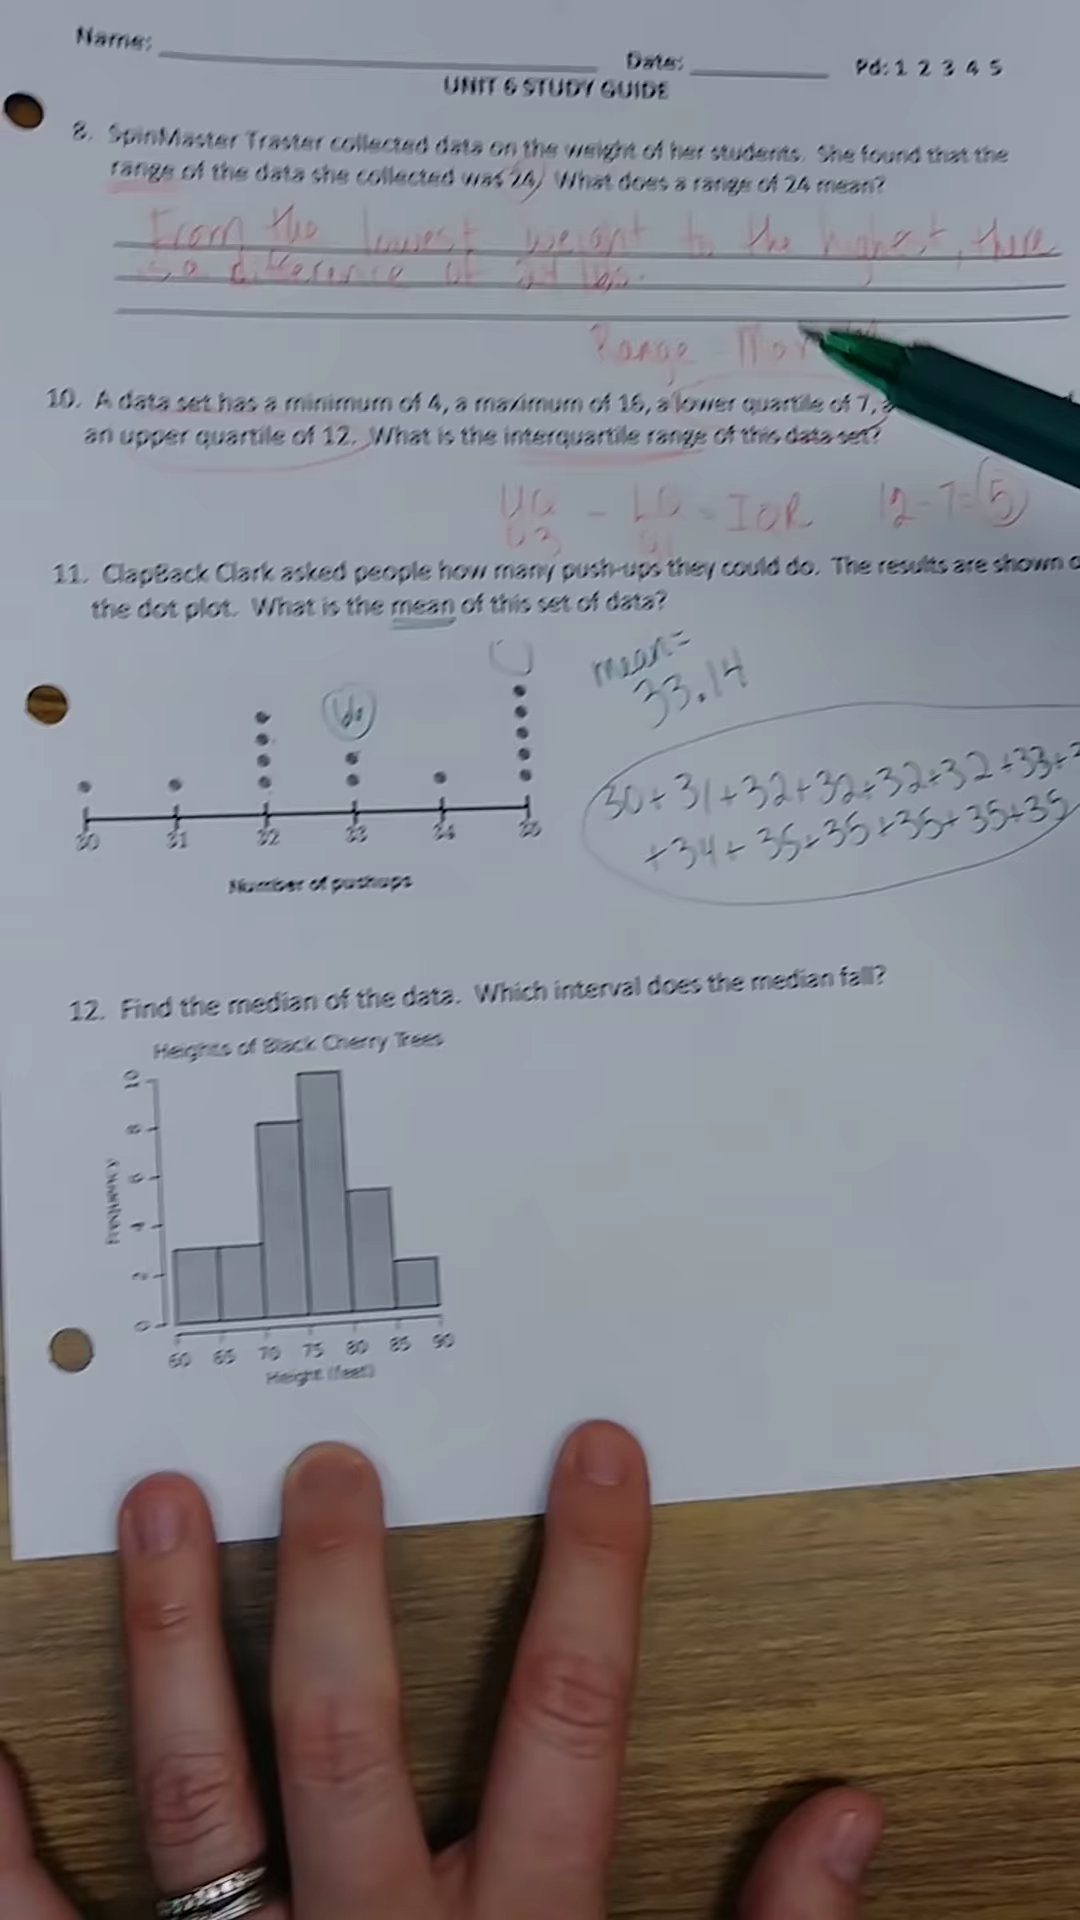 Name:
Date:
Pd: 1 2 3 4 5
UNIT 6 STUDY GUIDE
8. SpinMaster Traster collected data on the weight of her students. She found that the
range of the data she collected was 24. What does a range of 24 mean?
From the lowest weight to the highest, there
is a difference of 24 lbs.
Range
10. A data set has a minimum of 4, a maximum of 16, a lower quartile of 7,
an upper quartile of 12. What is the interquartile range of this data set?
UQ - LQ = IQR 12-7=5
11. ClapBack Clark asked people how many push-ups they could do. The results are shown
the dot plot. What is the mean of this set of data?
mean=
33.14
30+31+32+32+32+32+33+
+34+35+35+35+35+35
30 31 32 33 34 35
Number of pushups
12. Find the median of the data. Which interval does the median fall?
Heights of Black Cherry Trees
Frequency
10
8
6
4
2
0
60 65 70 75 80 85 90
Height (feet)